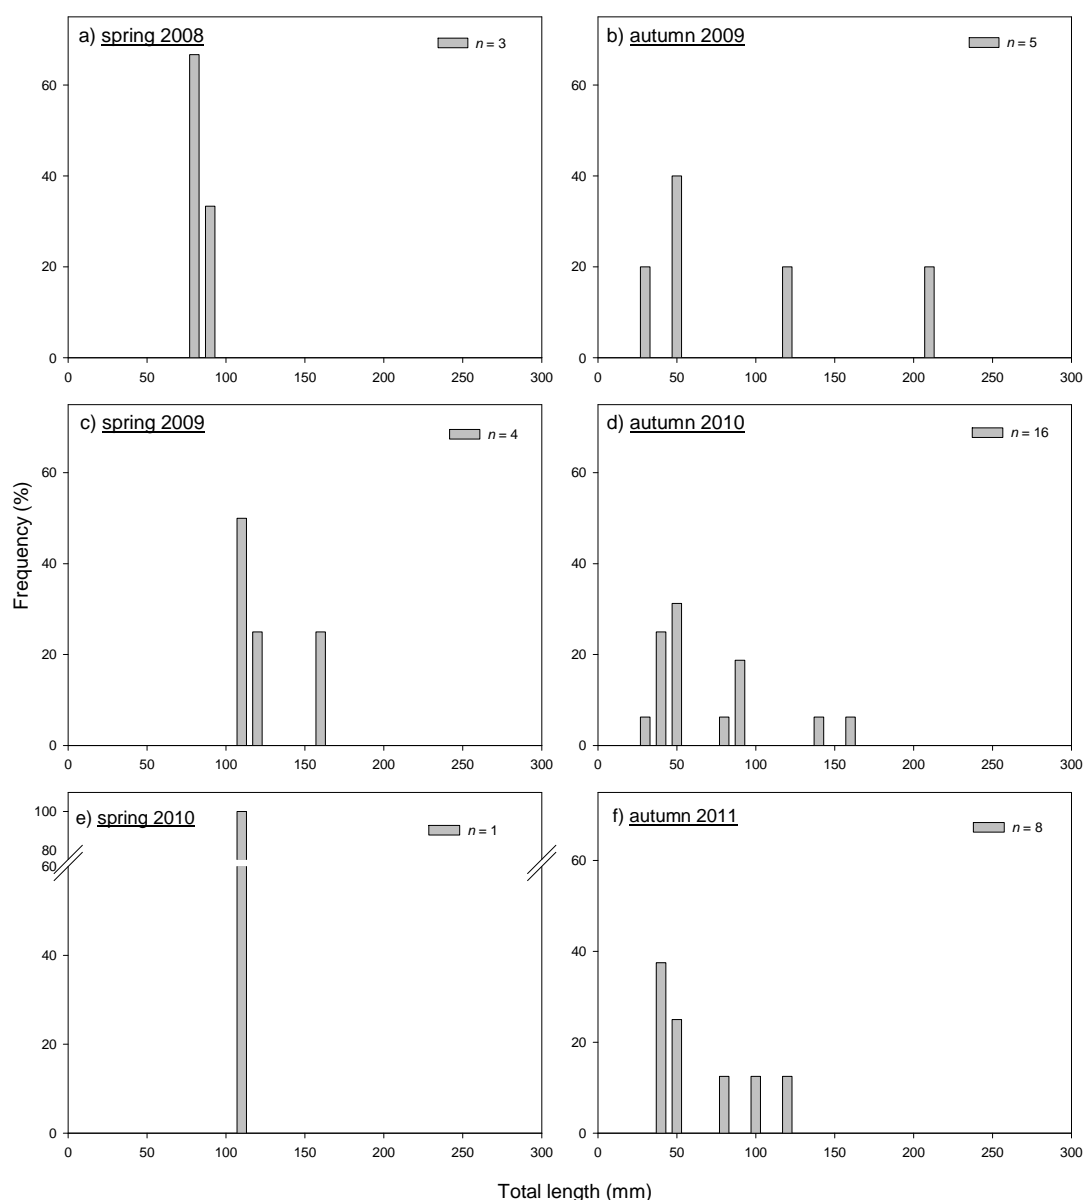 a) spring 2008
n = 3
60
40
20
0
0 50 100 150 200 250 300
b) autumn 2009
n = 5
60
40
20
0
0 50 100 150 200 250 300
c) spring 2009
n = 4
60
40
20
0
0 50 100 150 200 250 300
d) autumn 2010
n = 16
60
40
20
0
0 50 100 150 200 250 300
Frequency (%)
e) spring 2010
n = 1
100
80
60
40
20
0
0 50 100 150 200 250 300
f) autumn 2011
n = 8
60
40
20
0
0 50 100 150 200 250 300
Total length (mm)